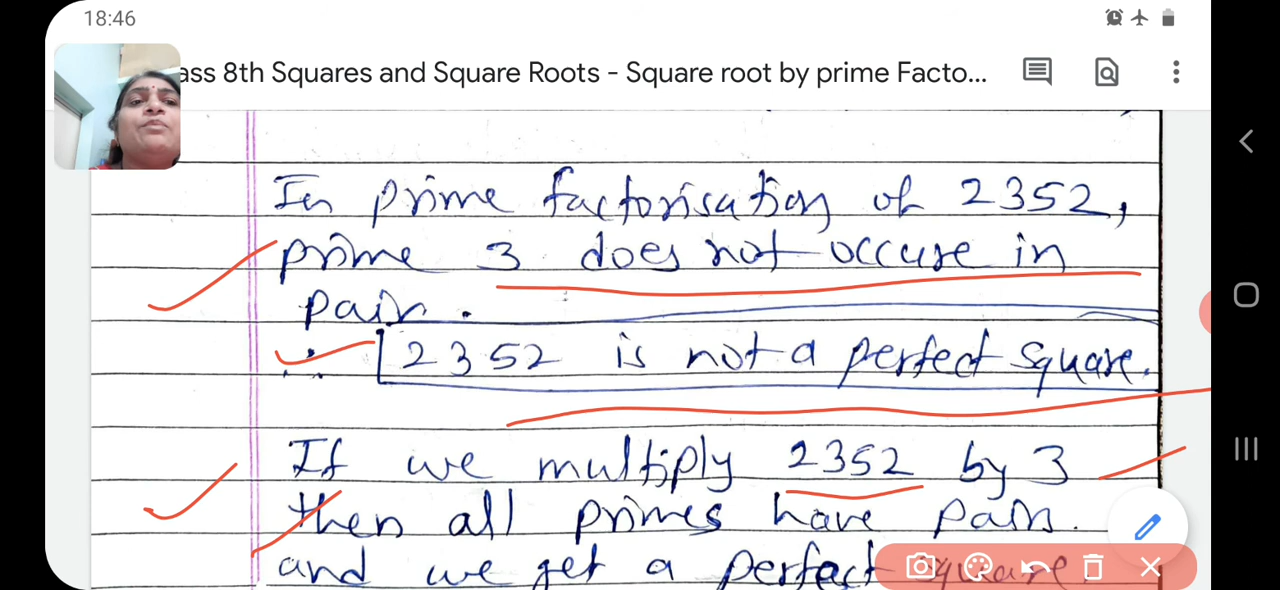 18:46
ass 8th Squares and Square Roots - Square root by prime Facto...
In prime factorisation of 2352,
prime 3 does not occure in
pair.
∴ 2352 is not a perfect square.
If we multiply 2352 by 3
then all primes have pairs.
and we get a perfect square.